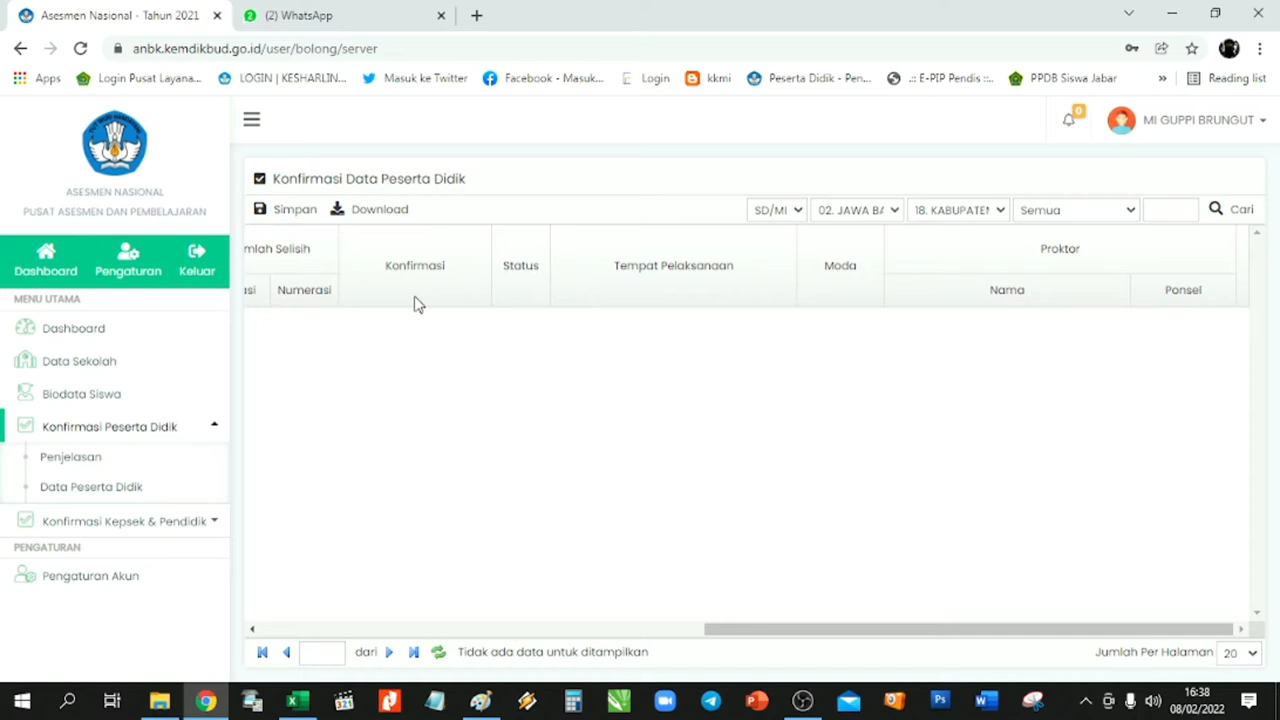 Asesmen Nasional - Tahun 2021
(2) WhatsApp
anbk.kemdikbud.go.id/user/bolong/server
Apps
Login Pusat Layana...
LOGIN | KESHARLIN...
Masuk ke Twitter
Facebook - Masuk...
Login
kkmi
Peserta Didik - Pen...
.:: E-PIP Pendis ::..
PPDB Siswa Jabar
»
Reading list
ASESMEN NASIONAL
PUSAT ASESMEN DAN PEMBELAJARAN
Dashboard
Pengaturan
Keluar
MENU UTAMA
Dashboard
Data Sekolah
Biodata Siswa
Konfirmasi Peserta Didik
Penjelasan
Data Peserta Didik
Konfirmasi Kepsek & Pendidik
PENGATURAN
Pengaturan Akun
0
MI GUPPI BRUNGUT
Konfirmasi Data Peserta Didik
Simpan
Download
SD/MI
02. JAWA BA
18. KABUPATEN
Semua
Cari
mlah Selisih
Konfirmasi
Status
Tempat Pelaksanaan
Moda
Proktor
asi
Numerasi
Nama
Ponsel
dari
Tidak ada data untuk ditampilkan
Jumlah Per Halaman
20
16:38
08/02/2022